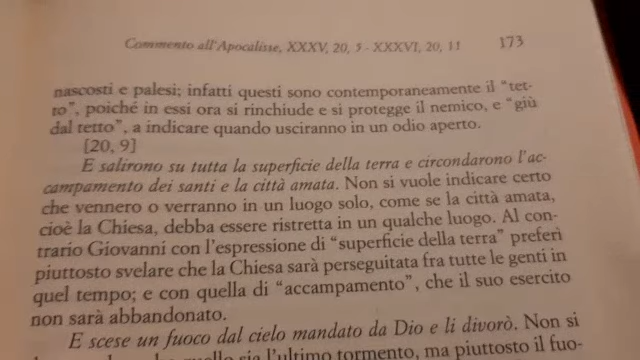 Commento all'Apocalisse, XXXV, 20, 5 - XXXVI, 20, 11 173
nascosti e palesi; infatti questi sono contemporaneamente il "tet-
to", poiché in essi ora si rinchiude e si protegge il nemico, e "giù
dal tetto", a indicare quando usciranno in un odio aperto.
[20, 9]
E salirono su tutta la superficie della terra e circondarono l'ac-
campamento dei santi e la città amata. Non si vuole indicare certo
che vennero o verranno in un luogo solo, come se la città amata,
cioè la Chiesa, debba essere ristretta in un qualche luogo. Al con-
trario Giovanni con l'espressione di "superficie della terra" preferì
piuttosto svelare che la Chiesa sarà perseguitata fra tutte le genti in
quel tempo; e con quella di "accampamento", che il suo esercito
non sarà abbandonato.
E scese un fuoco dal cielo mandato da Dio e li divorò. Non si
quello sia l'ultimo tormento, ma piuttosto il fuo-